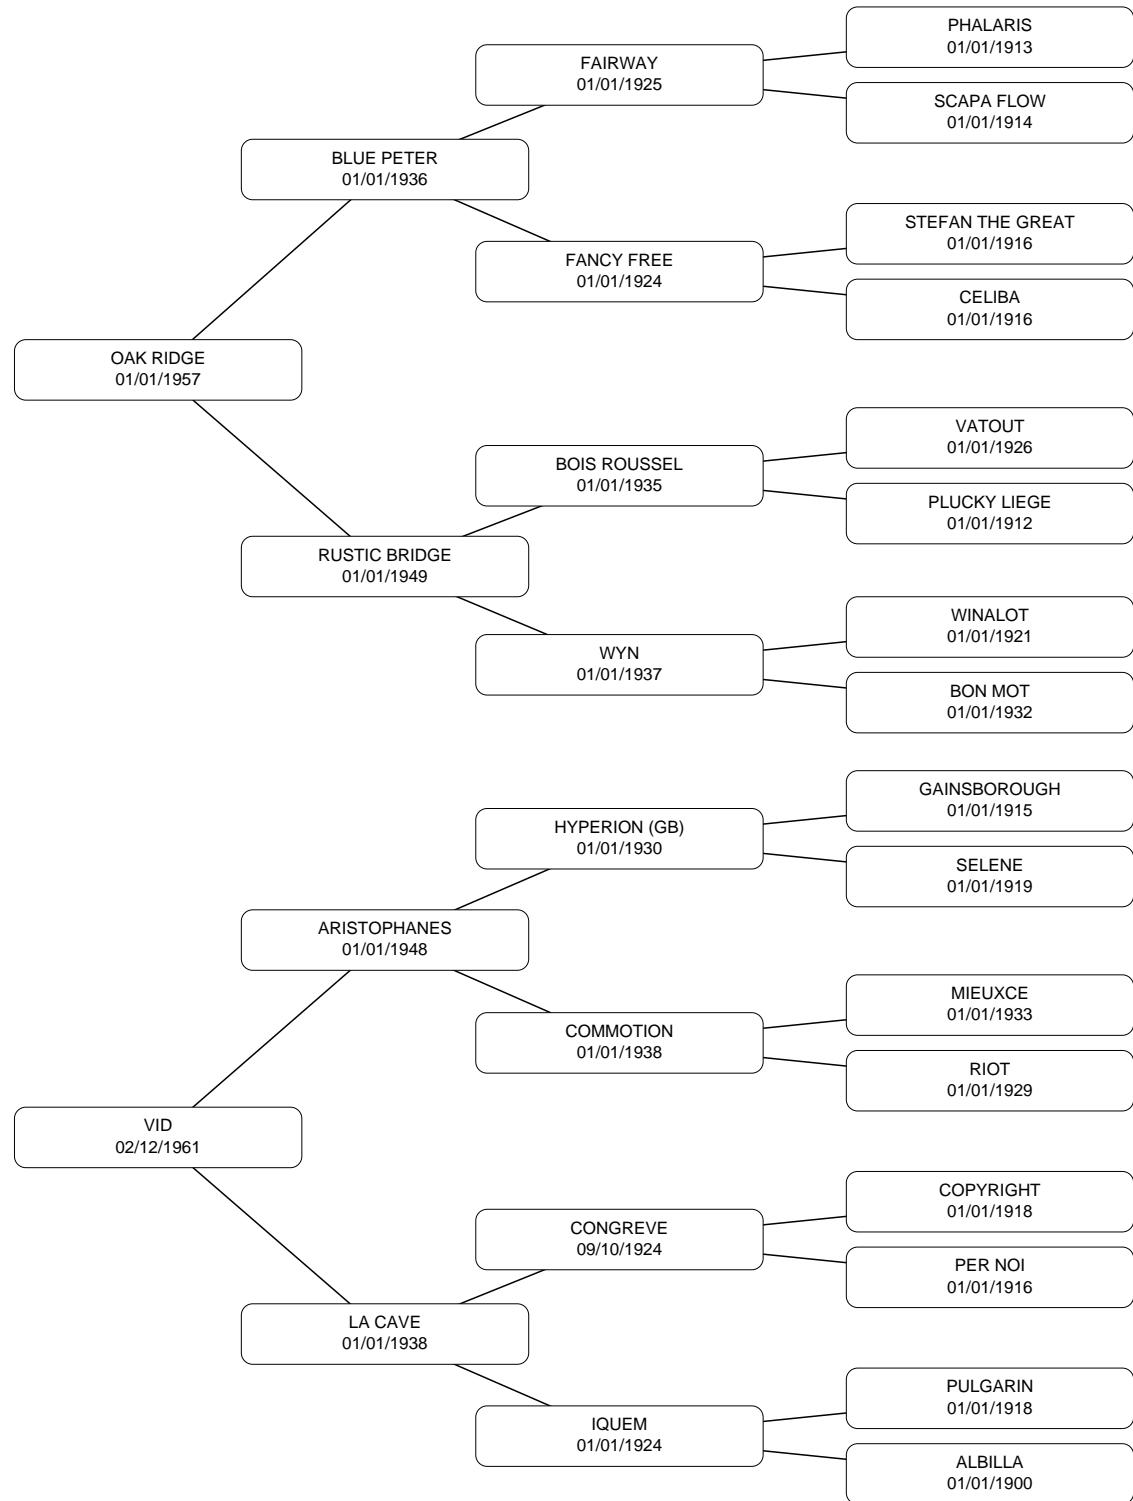 PHALARIS
01/01/1913
FAIRWAY
01/01/1925
SCAPA FLOW
01/01/1914
BLUE PETER
01/01/1936
STEFAN THE GREAT
01/01/1916
FANCY FREE
01/01/1924
CELIBA
01/01/1916
OAK RIDGE
01/01/1957
VATOUT
01/01/1926
BOIS ROUSSEL
01/01/1935
PLUCKY LIEGE
01/01/1912
RUSTIC BRIDGE
01/01/1949
WINALOT
01/01/1921
WYN
01/01/1937
BON MOT
01/01/1932
GAINSBOROUGH
01/01/1915
HYPERION (GB)
01/01/1930
SELENE
01/01/1919
ARISTOPHANES
01/01/1948
MIEUXCE
01/01/1933
COMMOTION
01/01/1938
RIOT
01/01/1929
VID
02/12/1961
COPYRIGHT
01/01/1918
CONGREVE
09/10/1924
PER NOI
01/01/1916
LA CAVE
01/01/1938
PULGARIN
01/01/1918
IQUEM
01/01/1924
ALBILLA
01/01/1900